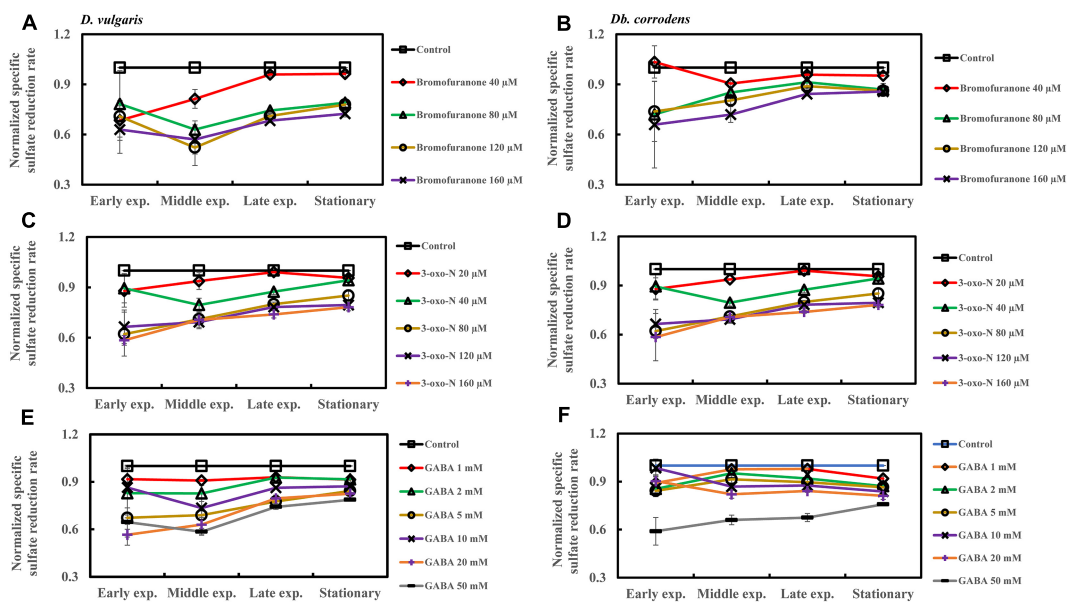 A
D. vulgaris
Normalized specific
sulfate reduction rate
1.2
0.9
0.6
0.3
Early exp.
Middle exp.
Late exp.
Stationary
Control
Bromofuranone 40 µM
Bromofuranone 80 µM
Bromofuranone 120 µM
Bromofuranone 160 µM
B
Db. corrodens
Normalized specific
sulfate reduction rate
1.2
0.9
0.6
0.3
Early exp.
Middle exp.
Late exp.
Stationary
Control
Bromofuranone 40 µM
Bromofuranone 80 µM
Bromofuranone 120 µM
Bromofuranone 160 µM
C
Normalized specific
sulfate reduction rate
1.2
0.9
0.6
0.3
Early exp.
Middle exp.
Late exp.
Stationary
Control
3-oxo-N 20 µM
3-oxo-N 40 µM
3-oxo-N 80 µM
3-oxo-N 120 µM
3-oxo-N 160 µM
D
Normalized specific
sulfate reduction rate
1.2
0.9
0.6
0.3
Early exp.
Middle exp.
Late exp.
Stationary
Control
3-oxo-N 20 µM
3-oxo-N 40 µM
3-oxo-N 80 µM
3-oxo-N 120 µM
3-oxo-N 160 µM
E
Normalized specific
sulfate reduction rate
1.2
0.9
0.6
0.3
Early exp.
Middle exp.
Late exp.
Stationary
Control
GABA 1 mM
GABA 2 mM
GABA 5 mM
GABA 10 mM
GABA 20 mM
GABA 50 mM
F
Normalized specific
sulfate reduction rate
1.2
0.9
0.6
0.3
Early exp.
Middle exp.
Late exp.
Stationary
Control
GABA 1 mM
GABA 2 mM
GABA 5 mM
GABA 10 mM
GABA 20 mM
GABA 50 mM